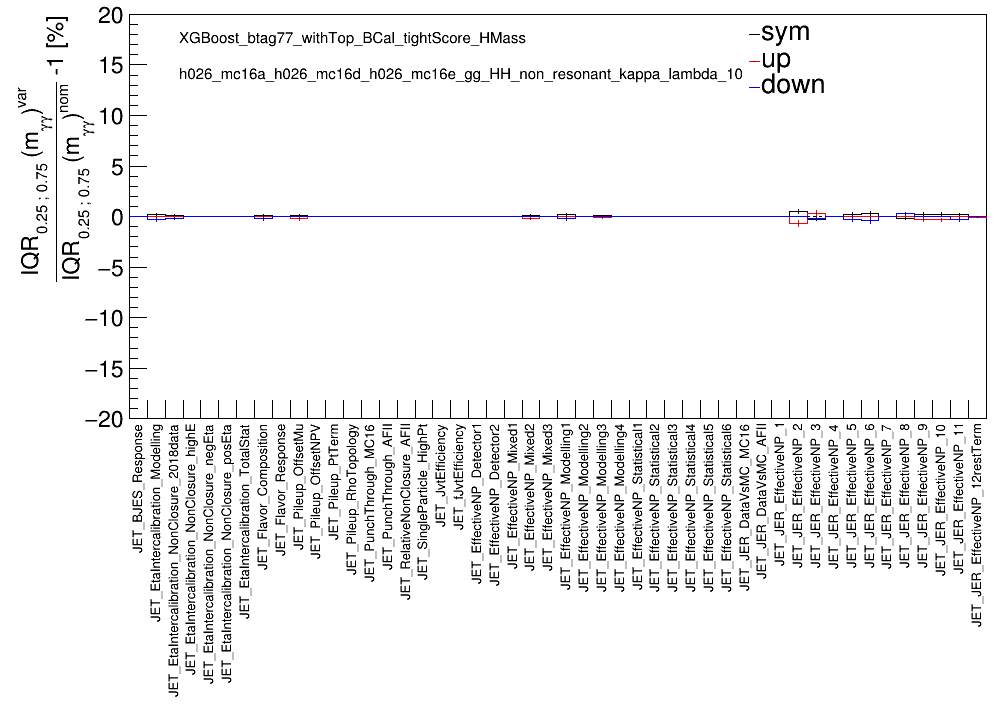 IQR0.25 ; 0.75 (mγγ)var
IQR0.25 ; 0.75 (mγγ)nom -1 [%]
XGBoost_btag77_withTop_BCal_tightScore_HMass
h026_mc16a_h026_mc16d_h026_mc16e_gg_HH_non_resonant_kappa_lambda_10
sym
up
down
20
15
10
5
0
−5
−10
−15
−20
JET_BJES_Response
JET_EtaIntercalibration_Modelling
JET_EtaIntercalibration_NonClosure_2018data
JET_EtaIntercalibration_NonClosure_highE
JET_EtaIntercalibration_NonClosure_negEta
JET_EtaIntercalibration_NonClosure_posEta
JET_EtaIntercalibration_TotalStat
JET_Flavor_Composition
JET_Flavor_Response
JET_Pileup_OffsetMu
JET_Pileup_OffsetNPV
JET_Pileup_PtTerm
JET_Pileup_RhoTopology
JET_PunchThrough_MC16
JET_PunchThrough_AFII
JET_RelativeNonClosure_AFII
JET_SingleParticle_HighPt
JET_JvtEfficiency
JET_fJvtEfficiency
JET_EffectiveNP_Detector1
JET_EffectiveNP_Detector2
JET_EffectiveNP_Mixed1
JET_EffectiveNP_Mixed2
JET_EffectiveNP_Mixed3
JET_EffectiveNP_Modelling1
JET_EffectiveNP_Modelling2
JET_EffectiveNP_Modelling3
JET_EffectiveNP_Modelling4
JET_EffectiveNP_Statistical1
JET_EffectiveNP_Statistical2
JET_EffectiveNP_Statistical3
JET_EffectiveNP_Statistical4
JET_EffectiveNP_Statistical5
JET_EffectiveNP_Statistical6
JET_JER_DataVsMC_MC16
JET_JER_DataVsMC_AFII
JET_JER_EffectiveNP_1
JET_JER_EffectiveNP_2
JET_JER_EffectiveNP_3
JET_JER_EffectiveNP_4
JET_JER_EffectiveNP_5
JET_JER_EffectiveNP_6
JET_JER_EffectiveNP_7
JET_JER_EffectiveNP_8
JET_JER_EffectiveNP_9
JET_JER_EffectiveNP_10
JET_JER_EffectiveNP_11
JET_JER_EffectiveNP_12restTerm